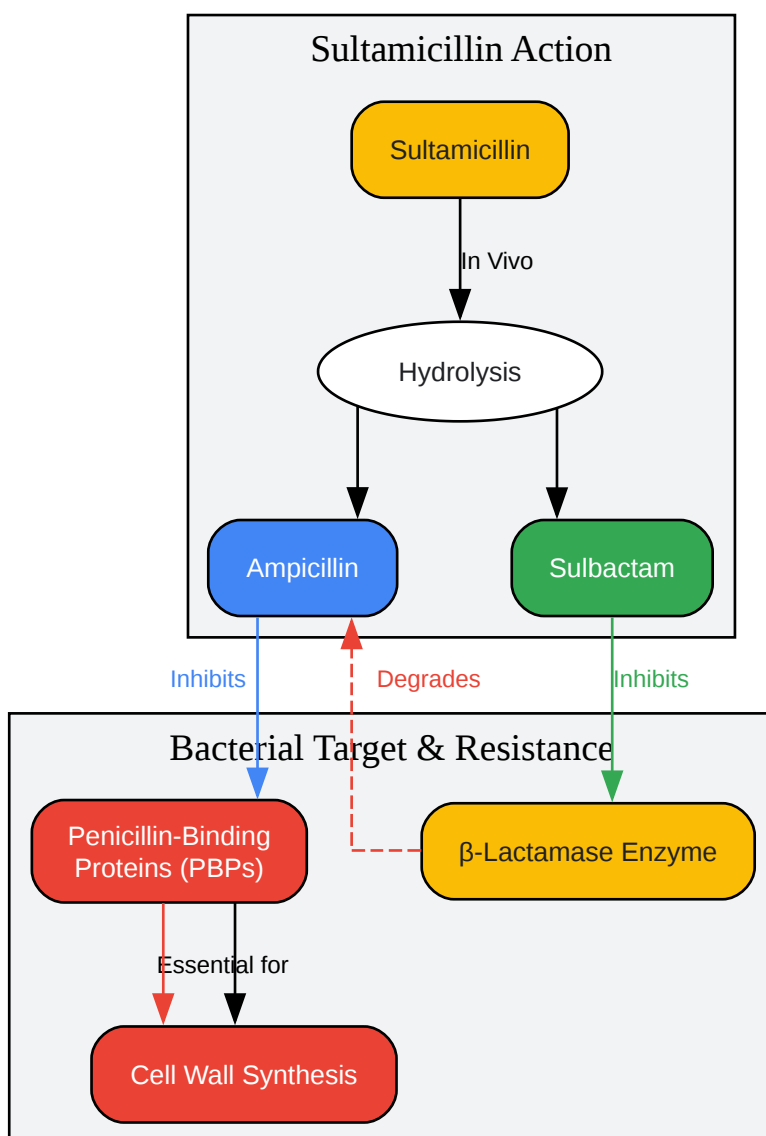 Sultamicillin Action
Sultamicillin
In Vivo
Hydrolysis
Ampicillin
Sulbactam
Inhibits
Degrades
Inhibits
Bacterial Target & Resistance
Penicillin-Binding
Proteins (PBPs)
β-Lactamase Enzyme
Essential for
Cell Wall Synthesis